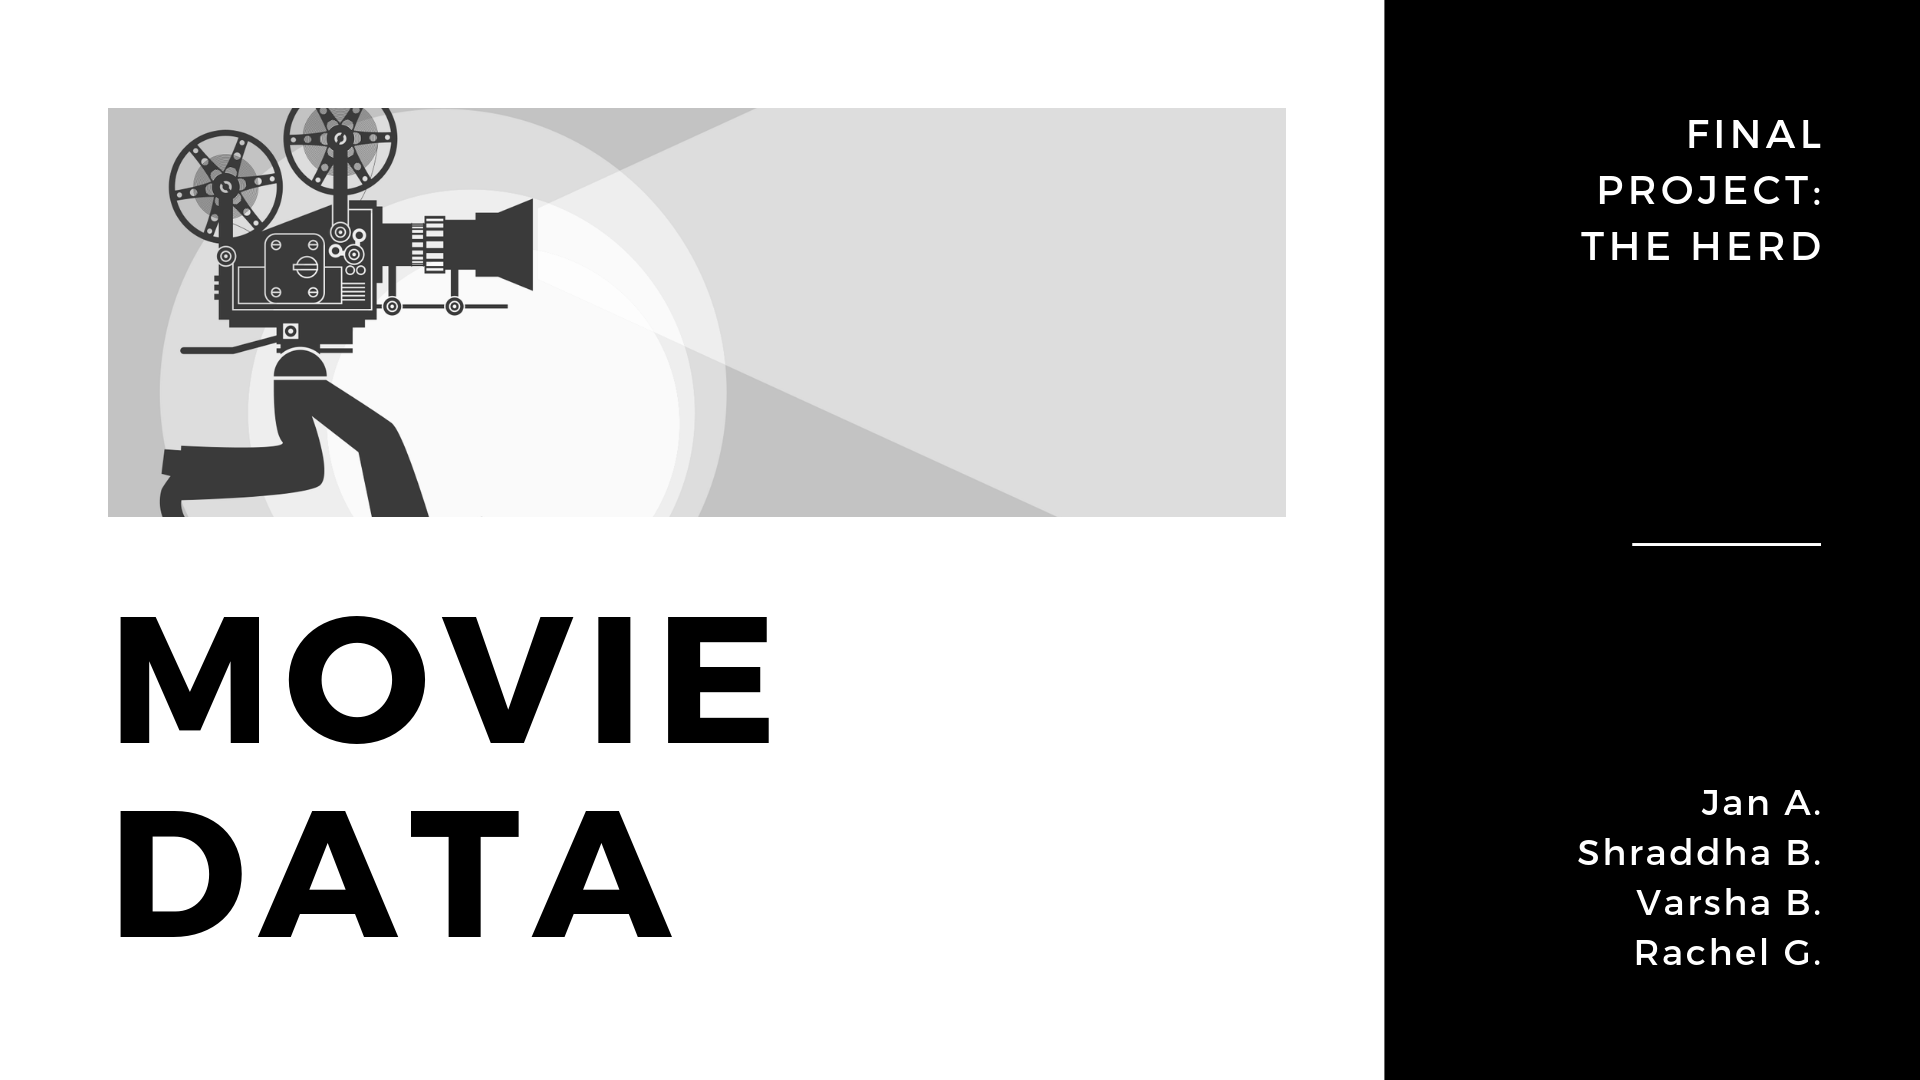 MOVIE
DATA
FINAL
PROJECT:
THE HERD
Jan A.
Shraddha B.
Varsha B.
Rachel G.